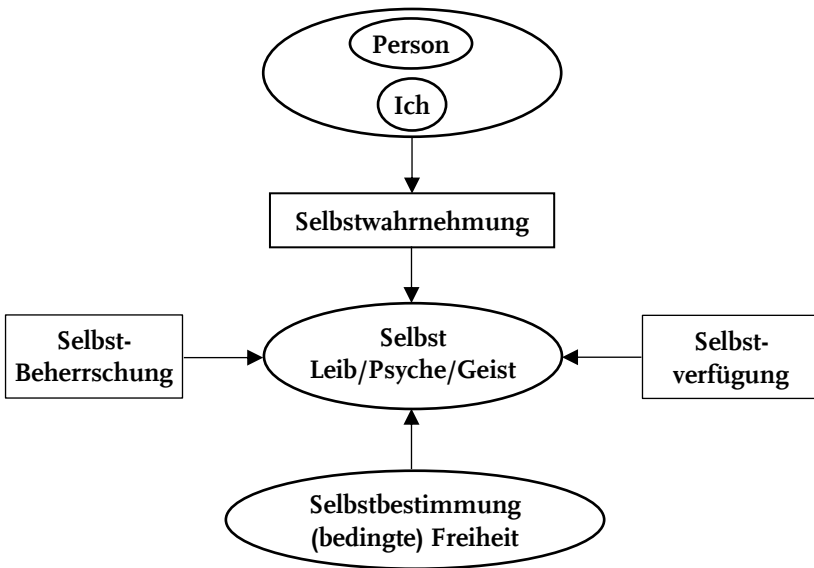 Person
Ich
Selbstwahrnehmung
Selbst-
Beherrschung
Selbst
Leib/Psyche/Geist
Selbst-
verfügung
Selbstbestimmung
(bedingte) Freiheit